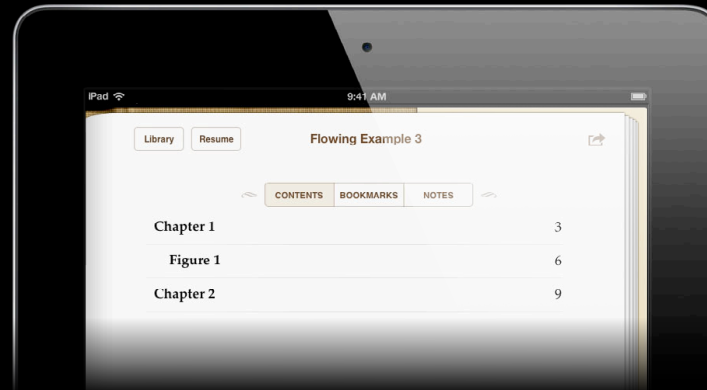 iPad 9:41 AM
Library Resume Flowing Example 3
CONTENTS BOOKMARKS NOTES
Chapter 1 3
Figure 1 6
Chapter 2 9